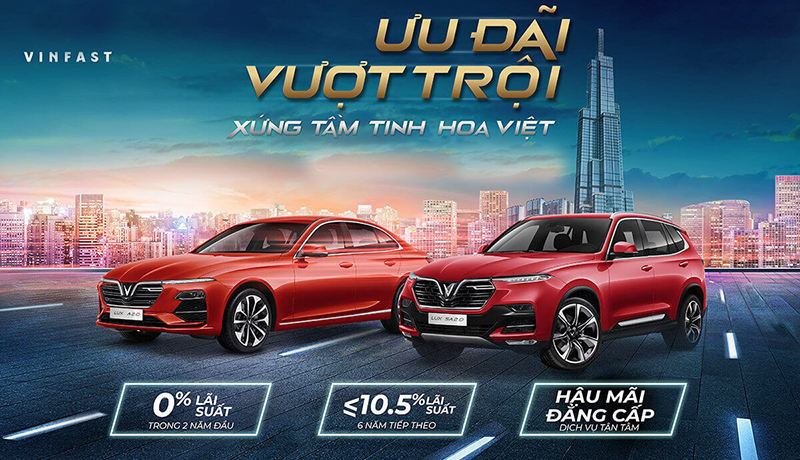 VINFAST
ƯU ĐÃI
VƯỢT TRỘI
XỨNG TẦM TINH HOA VIỆT
LUX A2.0
LUX SA2.0
0% LÃI SUẤT
TRONG 2 NĂM ĐẦU
≤10.5% LÃI SUẤT
6 NĂM TIẾP THEO
HẬU MÃI
ĐẲNG CẤP
DỊCH VỤ TẬN TÂM